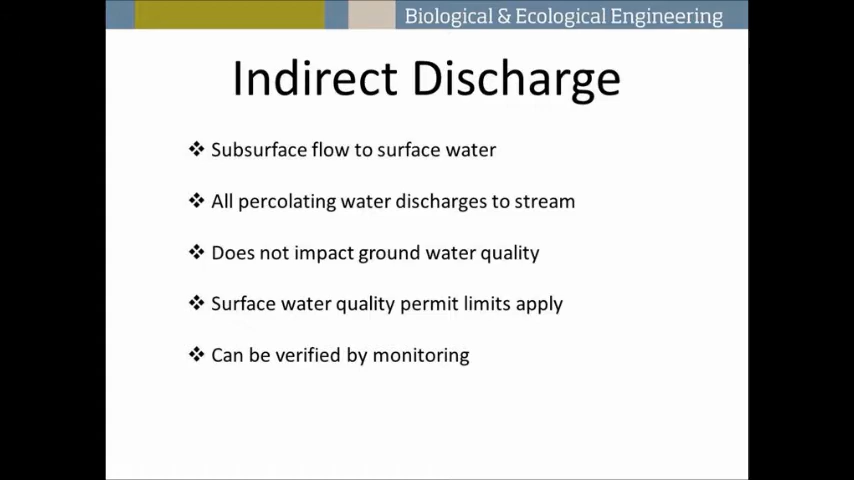 Biological & Ecological Engineering
Indirect Discharge
❖ Subsurface flow to surface water
❖ All percolating water discharges to stream
❖ Does not impact ground water quality
❖ Surface water quality permit limits apply
❖ Can be verified by monitoring